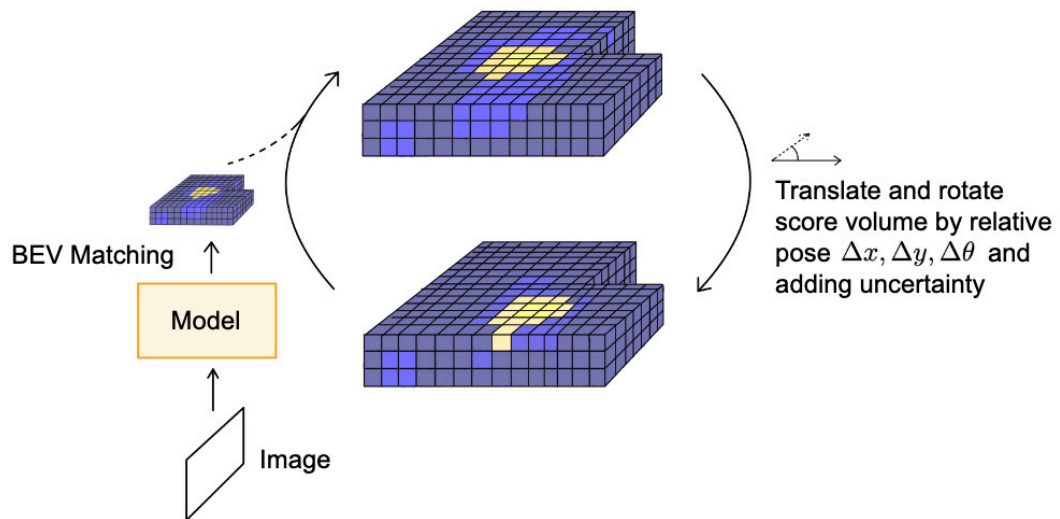 Translate and rotate
score volume by relative
pose Δx, Δy, Δθ and
adding uncertainty
BEV Matching
Model
Image